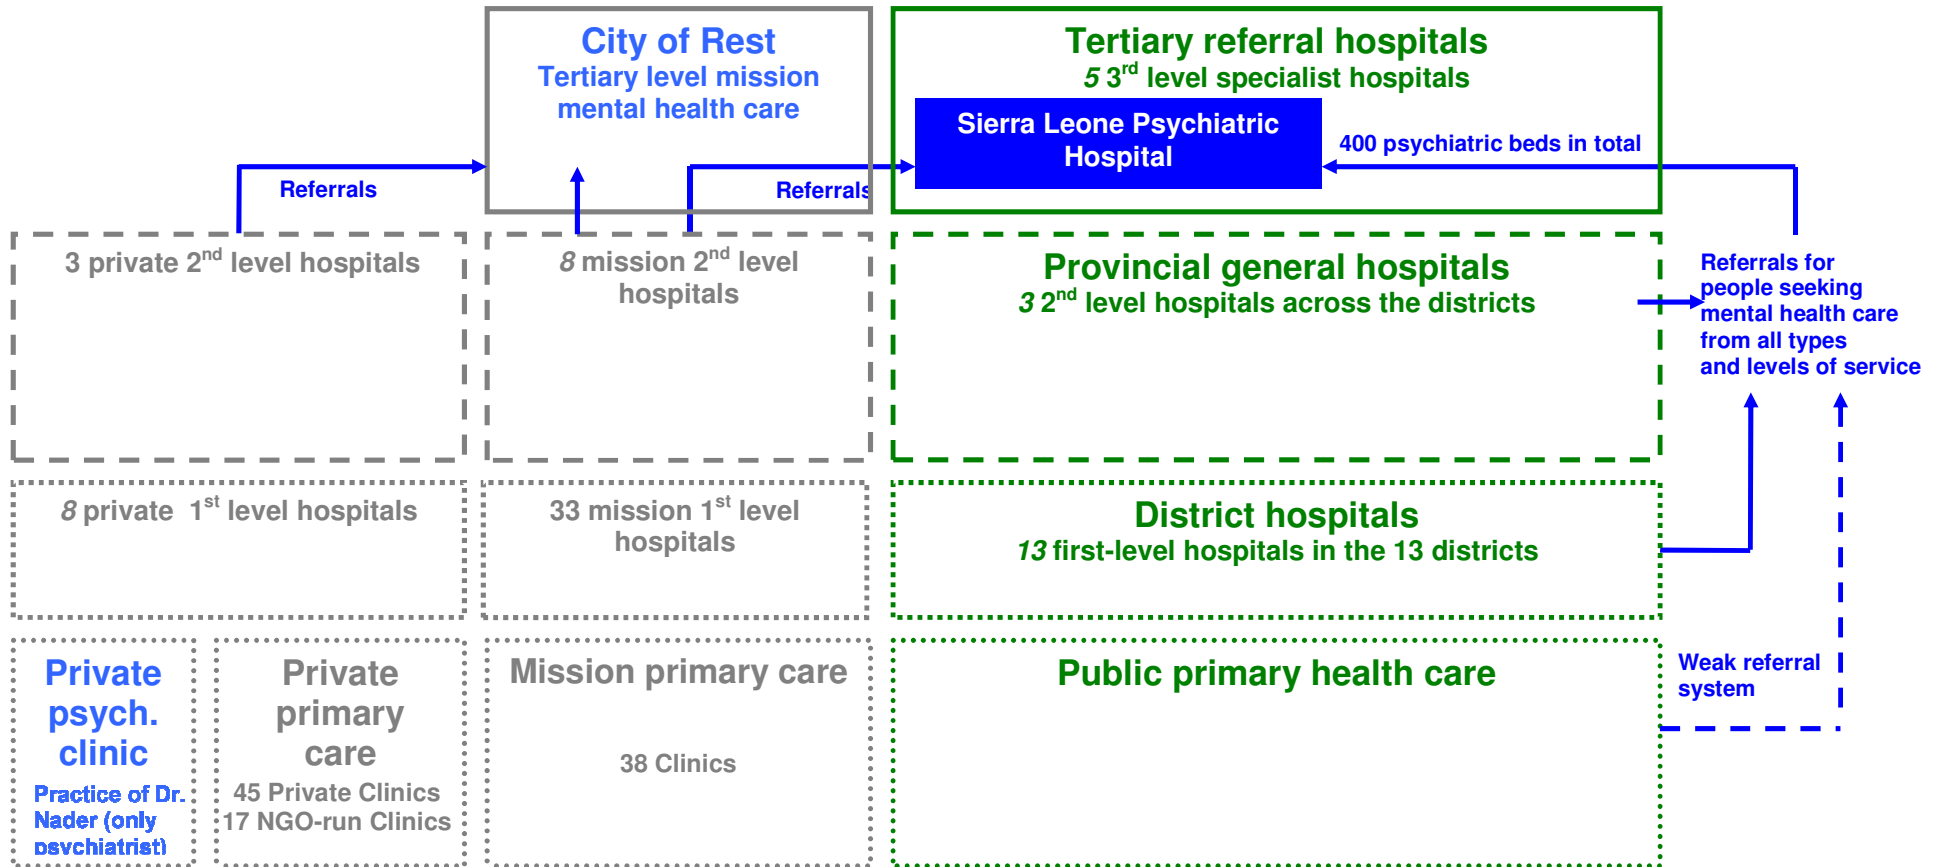 City of Rest
Tertiary level mission
mental health care
Tertiary referral hospitals
5 3rd level specialist hospitals
Sierra Leone Psychiatric
Hospital
400 psychiatric beds in total
Referrals
Referrals
3 private 2nd level hospitals
8 mission 2nd level
hospitals
Provincial general hospitals
3 2nd level hospitals across the districts
Referrals for
people seeking
mental health care
from all types
and levels of service
8 private 1st level hospitals
33 mission 1st level
hospitals
District hospitals
13 first-level hospitals in the 13 districts
Private
psych.
clinic
Practice of Dr.
Nader (only
psychiatrist)
Private
primary
care
45 Private Clinics
17 NGO-run Clinics
Mission primary care
38 Clinics
Public primary health care
Weak referral
system